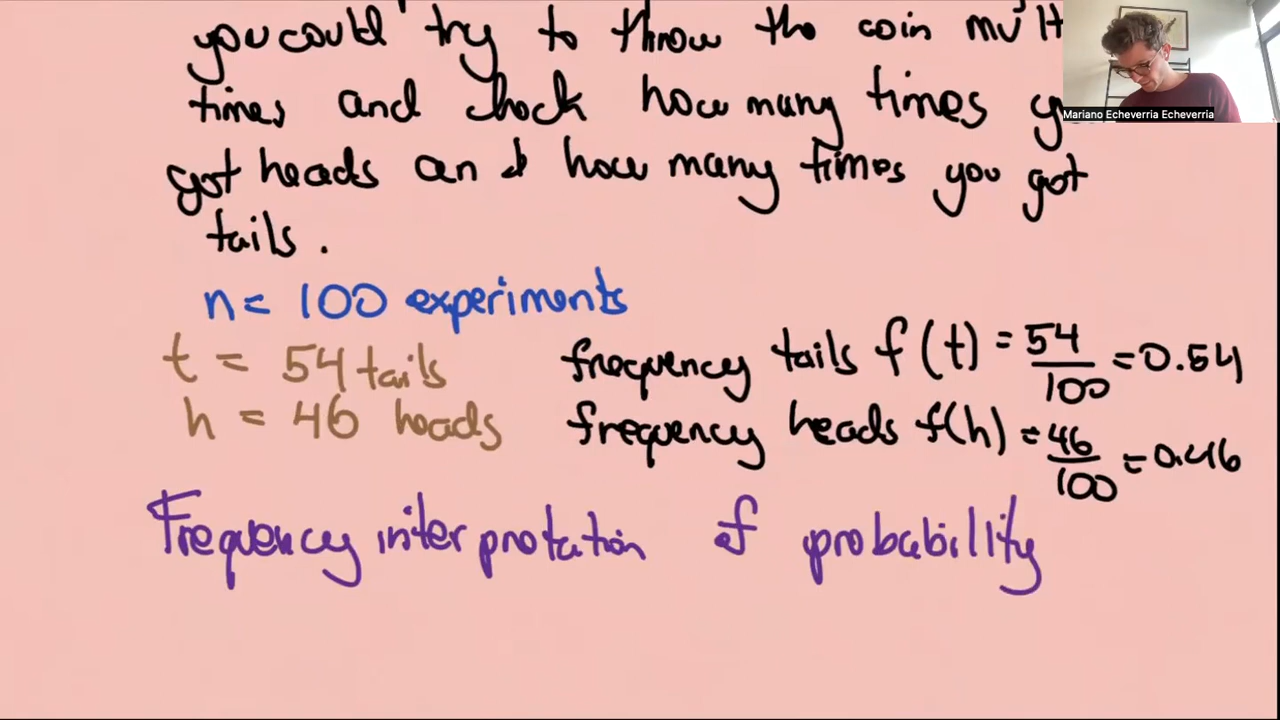 you could try to throw the coin mult
times and check how many times y
got heads and how many times you got
tails.
n = 100 experiments
t = 54 tails
h = 46 heads
frequency tails f(t) = 54/100 = 0.54
frequency heads f(h) = 46/100 = 0.46
Frequency interpretation of probability
Mariano Echeverria Echeverria